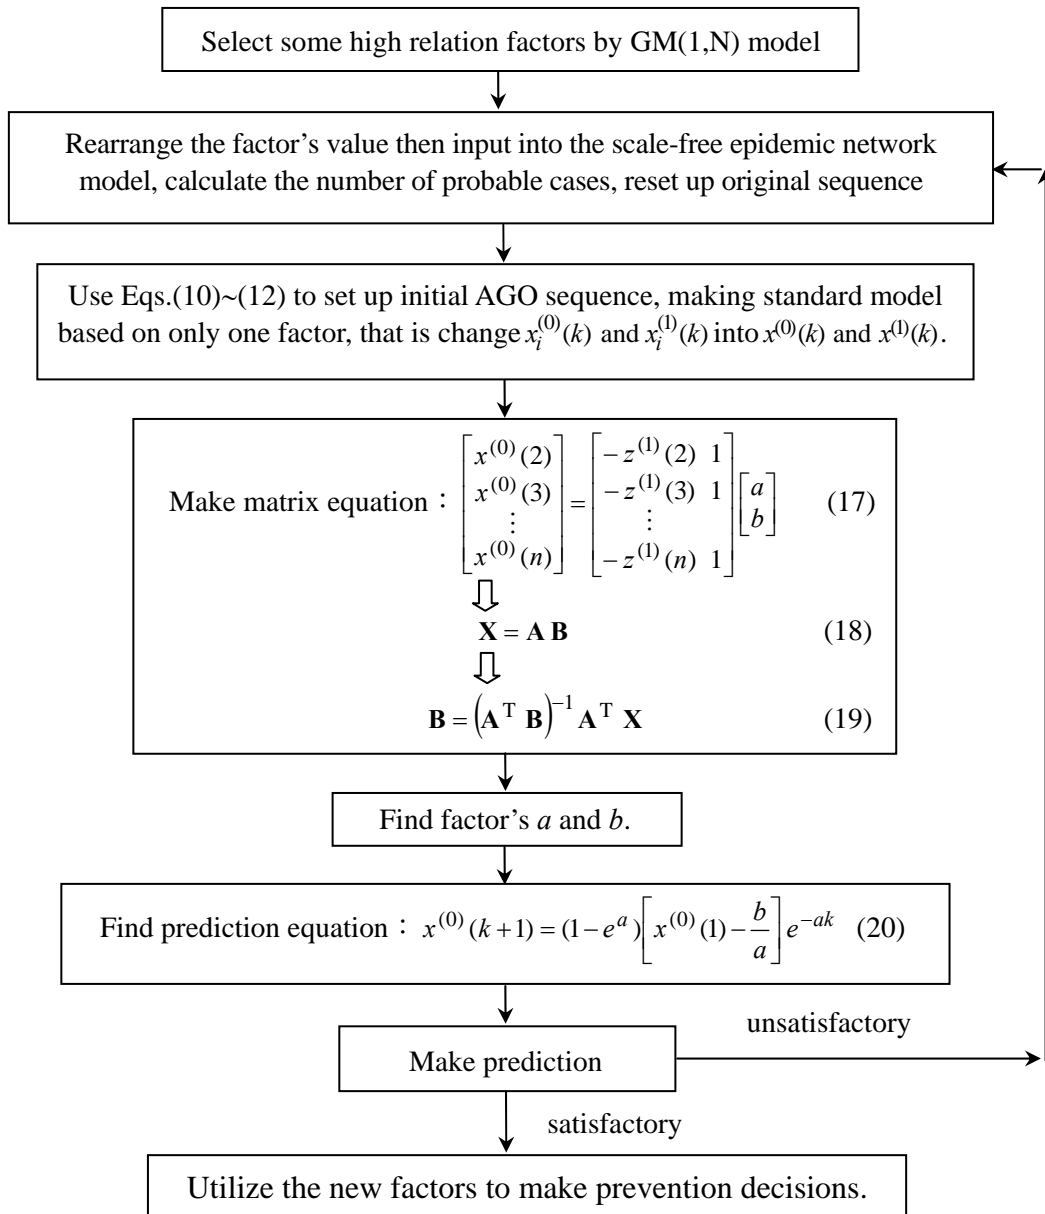 Select some high relation factors by GM(1,N) model
Rearrange the factor's value then input into the scale-free epidemic network
model, calculate the number of probable cases, reset up original sequence
Use Eqs.(10)~(12) to set up initial AGO sequence, making standard model
based on only one factor, that is change x_i^{(0)}(k) and x_i^{(1)}(k) into x^{(0)}(k) and x^{(1)}(k).
Make matrix equation： [x^{(0)}(2) x^{(0)}(3) ⋮ x^{(0)}(n)] = [−z^{(1)}(2) 1 −z^{(1)}(3) 1 ⋮ −z^{(1)}(n) 1] [a b] (17)
X = A B (18)
B = (A^T B)^{−1} A^T X (19)
Find factor's a and b.
Find prediction equation： x^{(0)}(k+1) = (1−e^a)[x^{(0)}(1) − b/a] e^{−ak} (20)
unsatisfactory
Make prediction
satisfactory
Utilize the new factors to make prevention decisions.